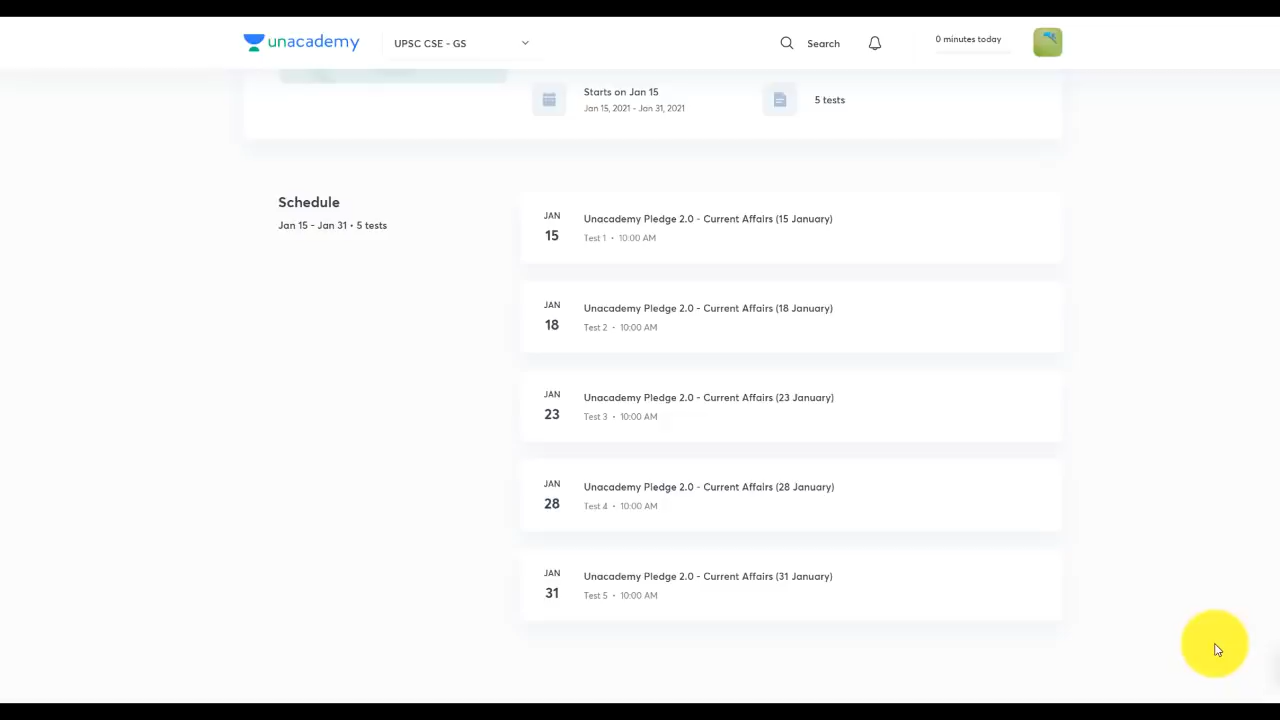 unacademy
UPSC CSE - GS
Search
0 minutes today
Starts on Jan 15
Jan 15, 2021 - Jan 31, 2021
5 tests
Schedule
Jan 15 - Jan 31 • 5 tests
JAN
15
Unacademy Pledge 2.0 - Current Affairs (15 January)
Test 1 • 10:00 AM
JAN
18
Unacademy Pledge 2.0 - Current Affairs (18 January)
Test 2 • 10:00 AM
JAN
23
Unacademy Pledge 2.0 - Current Affairs (23 January)
Test 3 • 10:00 AM
JAN
28
Unacademy Pledge 2.0 - Current Affairs (28 January)
Test 4 • 10:00 AM
JAN
31
Unacademy Pledge 2.0 - Current Affairs (31 January)
Test 5 • 10:00 AM